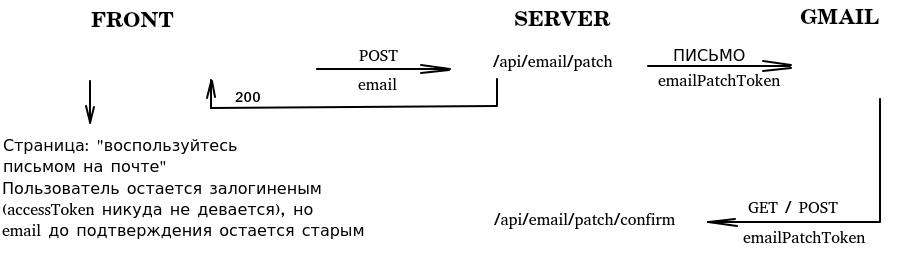 FRONT
SERVER
GMAIL
POST
email
/api/email/patch
ПИСЬМО
emailPatchToken
200
Страница: "воспользуйтесь
письмом на почте"
Пользователь остается залогиненым
(accessToken никуда не девается), но
email до подтверждения остается старым
/api/email/patch/confirm
GET / POST
emailPatchToken